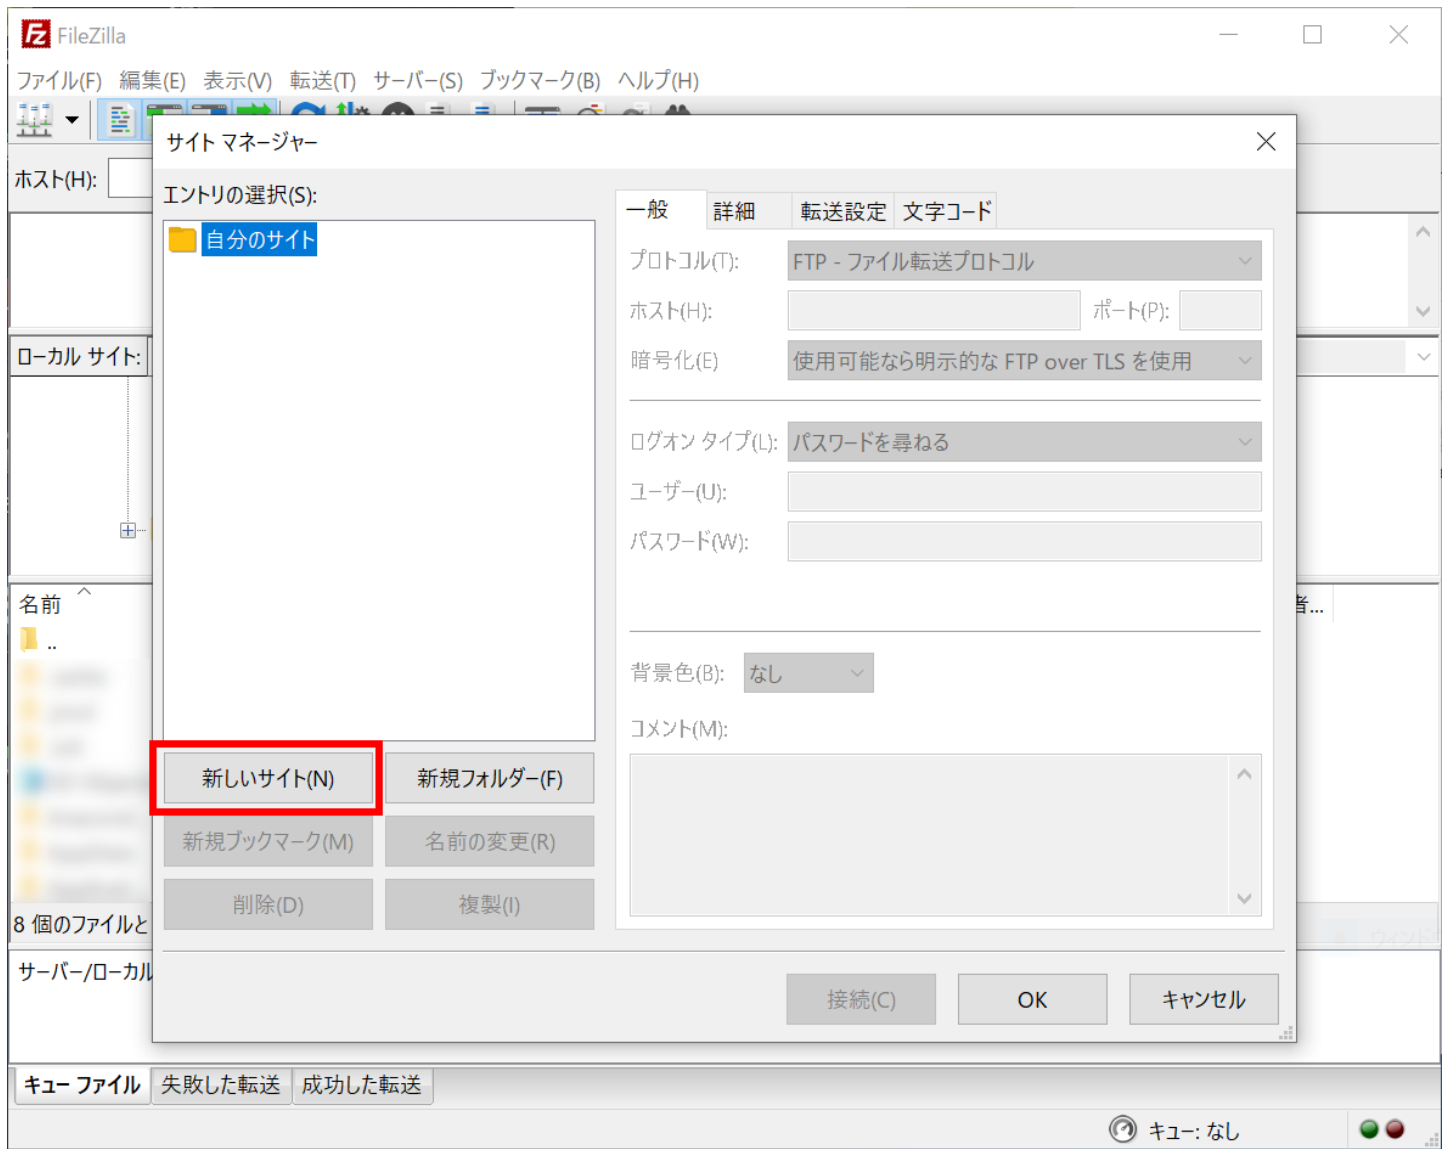 FileZilla
ファイル(F) 編集(E) 表示(V) 転送(T) サーバー(S) ブックマーク(B) ヘルプ(H)
ホスト(H):
サイト マネージャー
エントリの選択(S):
自分のサイト
一般 詳細 転送設定 文字コード
プロトコル(T): FTP - ファイル転送プロトコル
ホスト(H): ポート(P):
暗号化(E) 使用可能なら明示的な FTP over TLS を使用
ログオン タイプ(L): パスワードを尋ねる
ユーザー(U):
パスワード(W):
背景色(B): なし
コメント(M):
新しいサイト(N) 新規フォルダー(F)
新規ブックマーク(M) 名前の変更(R)
削除(D) 複製(I)
接続(C) OK キャンセル
ローカル サイト:
名前
者...
..
8 個のファイルと
サーバー/ローカル
キュー ファイル 失敗した転送 成功した転送
キュー: なし